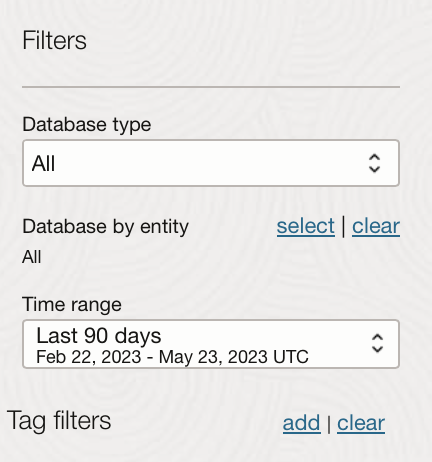 Filters
Database type
All
Database by entity select | clear
All
Time range
Last 90 days
Feb 22, 2023 - May 23, 2023 UTC
Tag filters add | clear